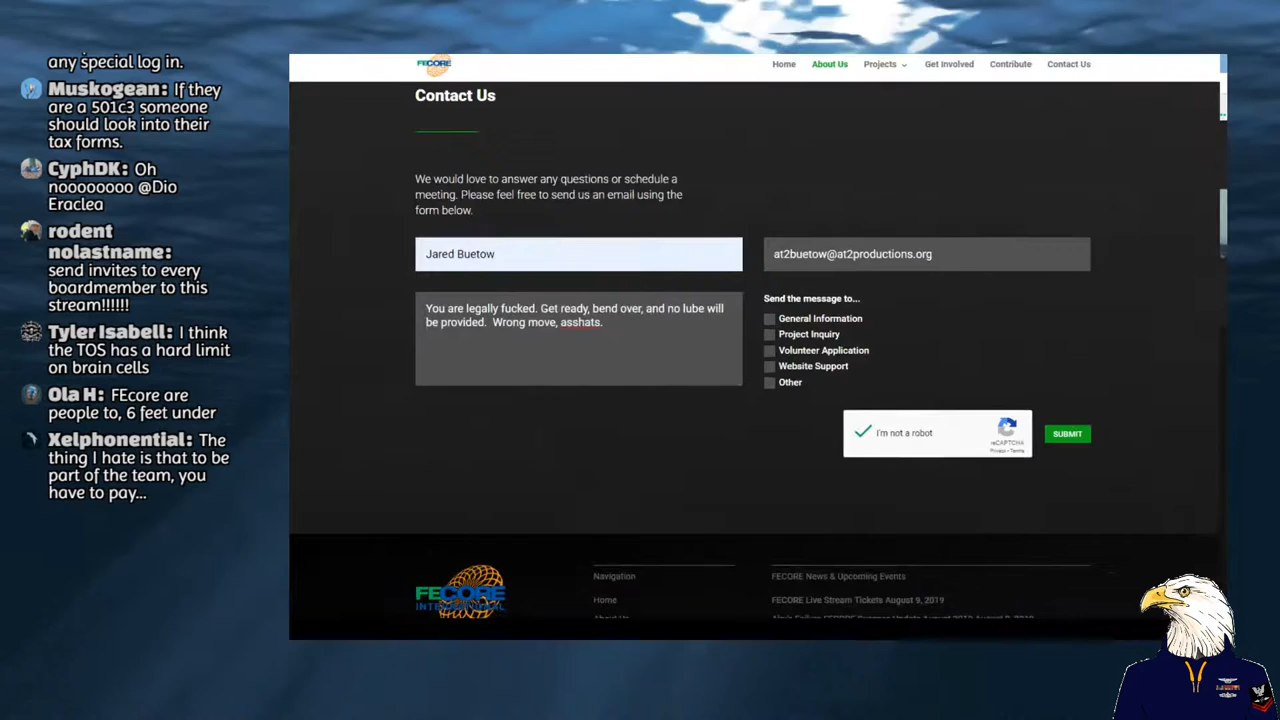 any special log in.
Muskogean: If they
are a 501c3 someone
should look into their
tax forms.
CyphDK: Oh
noooooooo @Dio
Eraclea
rodent
nolastname:
send invites to every
boardmember to this
stream!!!!!!
Tyler Isabell: I think
the TOS has a hard limit
on brain cells
Ola H: FEcore are
people to, 6 feet under
Xelphonential: The
thing I hate is that to be
part of the team, you
have to pay...
FECORE
Home About Us Projects Get Involved Contribute Contact Us
Contact Us
We would love to answer any questions or schedule a
meeting. Please feel free to send us an email using the
form below.
Jared Buetow
at2buetow@at2productions.org
You are legally fucked. Get ready, bend over, and no lube will
be provided. Wrong move, asshats.
Send the message to...
General Information
Project Inquiry
Volunteer Application
Website Support
Other
I'm not a robot
reCAPTCHA
Privacy - Terms
SUBMIT
FECORE
INTERNATIONAL
Navigation
Home
FECORE News & Upcoming Events
FECORE Live Stream Tickets August 9, 2019